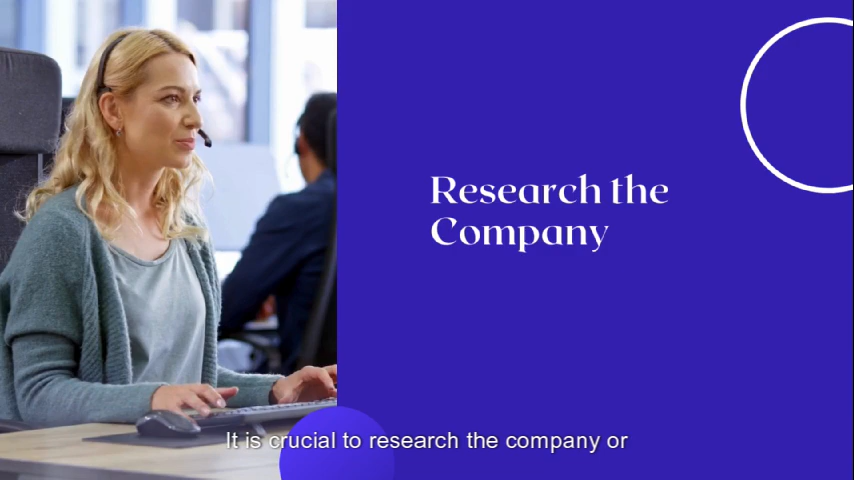 Research the
Company
It is crucial to research the company or